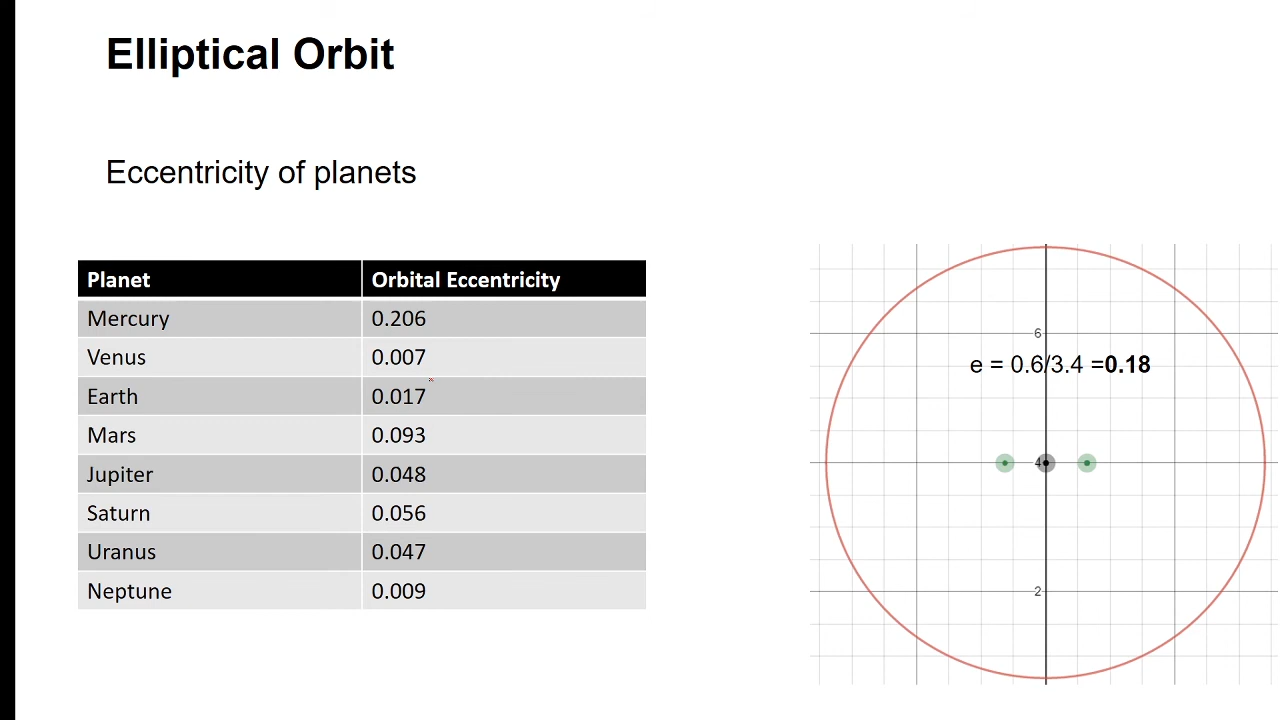 Elliptical Orbit
Eccentricity of planets
Planet Orbital Eccentricity
Mercury 0.206
Venus 0.007
Earth 0.017
Mars 0.093
Jupiter 0.048
Saturn 0.056
Uranus 0.047
Neptune 0.009
6
e = 0.6/3.4 =0.18
4
2